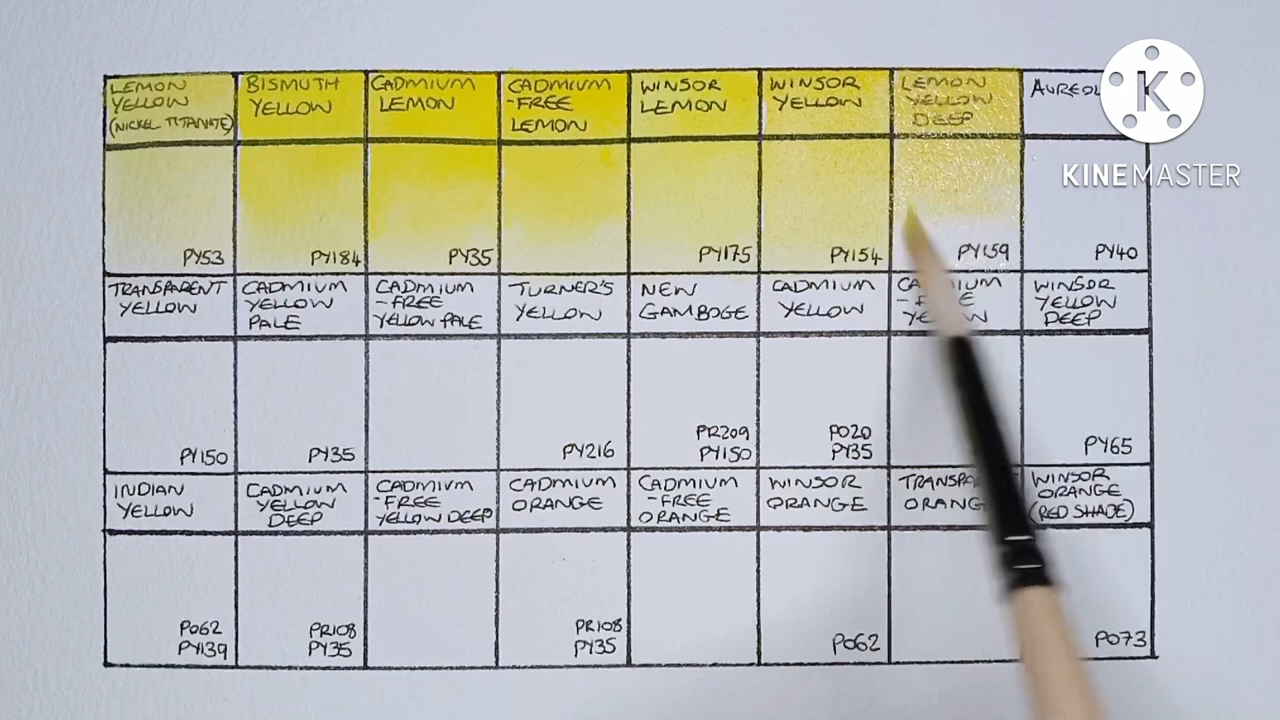 LEMON
YELLOW
(NICKEL TITANATE)
BISMUTH
YELLOW
CADMIUM
LEMON
CADMIUM
-FREE
LEMON
WINSOR
LEMON
WINSOR
YELLOW
LEMON
YELLOW
DEEP
K
KINEMASTER
PY53
PY184
PY35
PY175
PY154
PY159
PY40
TRANSPARENT
YELLOW
CADMIUM
YELLOW
PALE
CADMIUM
-FREE
YELLOW PALE
TURNER'S
YELLOW
NEW
GAMBOGE
CADMIUM
YELLOW
WINSOR
YELLOW
DEEP
PY150
PY35
PY216
PR209
PY150
PO20
PY35
PY65
INDIAN
YELLOW
CADMIUM
YELLOW
DEEP
CADMIUM
-FREE
YELLOW DEEP
CADMIUM
ORANGE
CADMIUM
-FREE
ORANGE
WINSOR
ORANGE
WINSOR
ORANGE
(RED SHADE)
PO62
PY139
PR108
PY35
PR108
PY35
PO62
PO73